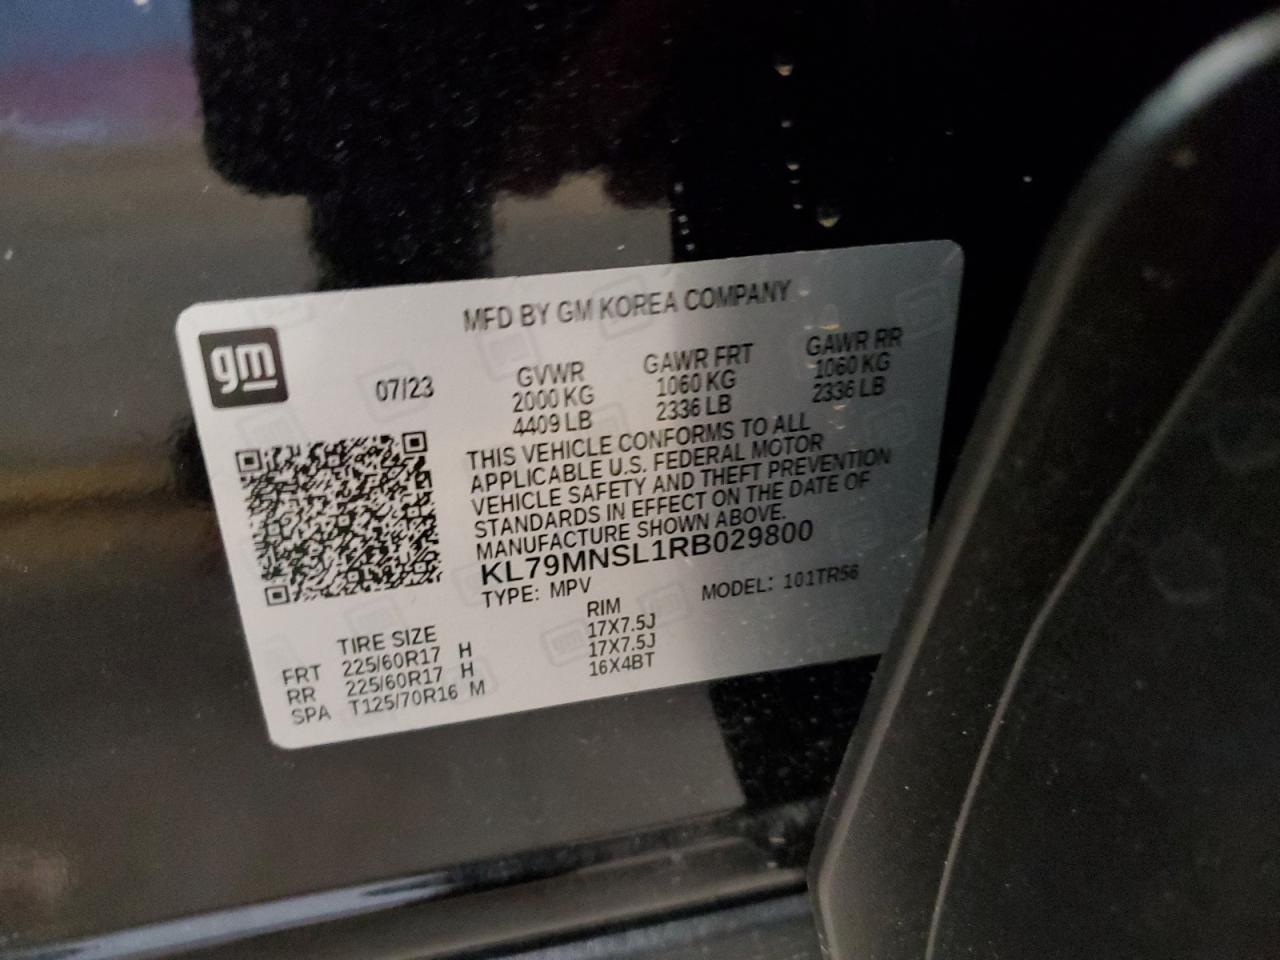 MFD BY GM KOREA COMPANY
gm
07/23
GVWR GAWR FRT GAWR RR
2000 KG 1060 KG 1060 KG
4409 LB 2336 LB 2336 LB
THIS VEHICLE CONFORMS TO ALL
APPLICABLE U.S. FEDERAL MOTOR
VEHICLE SAFETY AND THEFT PREVENTION
STANDARDS IN EFFECT ON THE DATE OF
MANUFACTURE SHOWN ABOVE.
KL79MNSL1RB029800
TYPE: MPV MODEL: 101TR56
TIRE SIZE RIM
FRT 225/60R17 H 17X7.5J
RR 225/60R17 H 17X7.5J
SPA T125/70R16 M 16X4BT